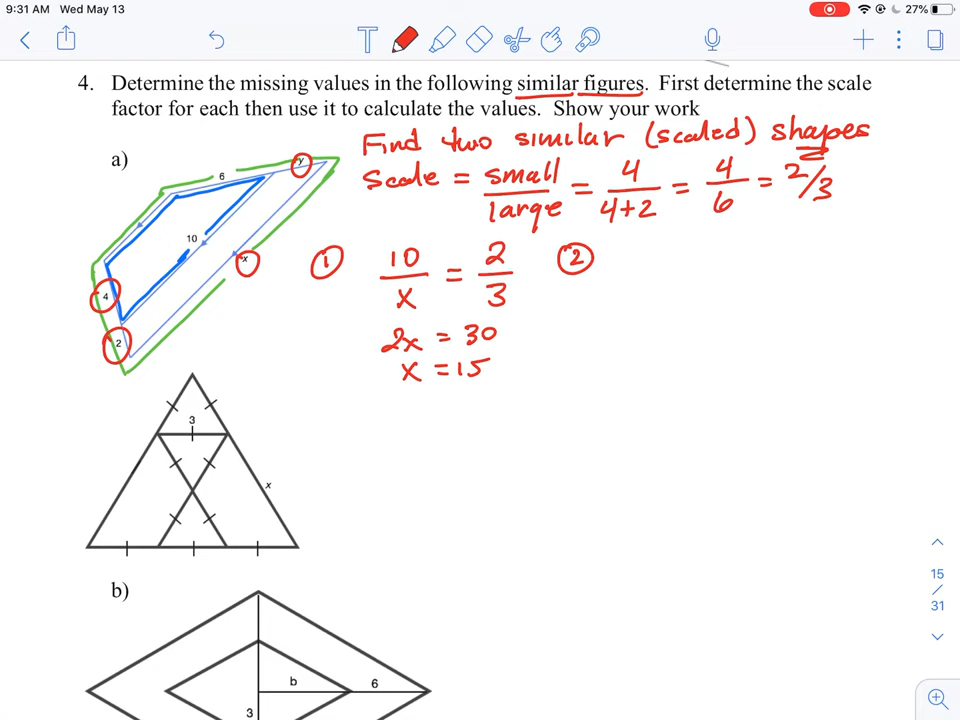 9:31 AM Wed May 13
27%
T
4. Determine the missing values in the following similar figures. First determine the scale
factor for each then use it to calculate the values. Show your work
Find two similar (scaled) shapes
a)
Scale = small/large = 4/4+2 = 4/6 = 2/3
6
y
10
x
4
2
① 10/x = 2/3 ②
2x = 30
x = 15
3
x
15
/
31
b)
b
6
3